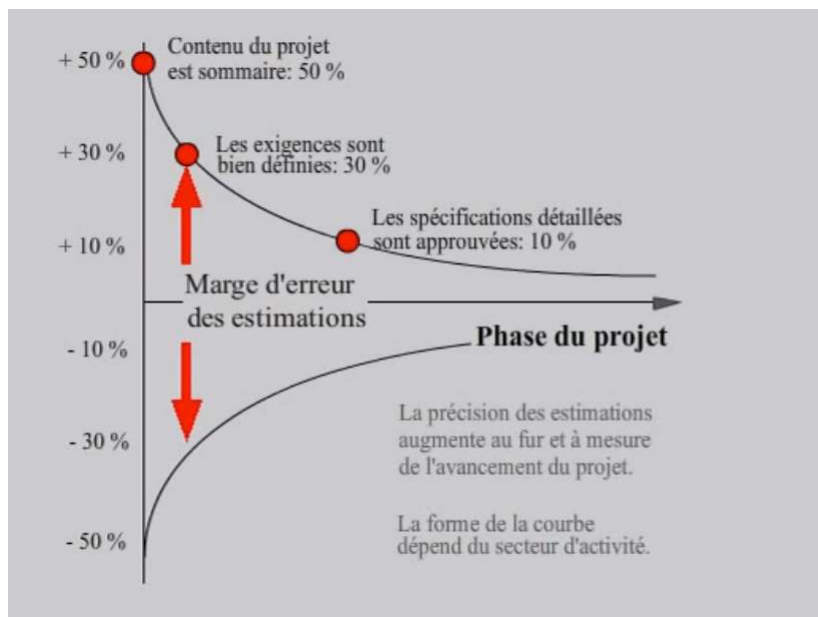 + 50 %
Contenu du projet
est sommaire: 50 %
+ 30 %
Les exigences sont
bien définies: 30 %
Les spécifications détaillées
sont approuvées: 10 %
+ 10 %
Marge d'erreur
des estimations
Phase du projet
- 10 %
La précision des estimations
augmente au fur et à mesure
de l'avancement du projet.
- 30 %
La forme de la courbe
dépend du secteur d'activité.
- 50 %